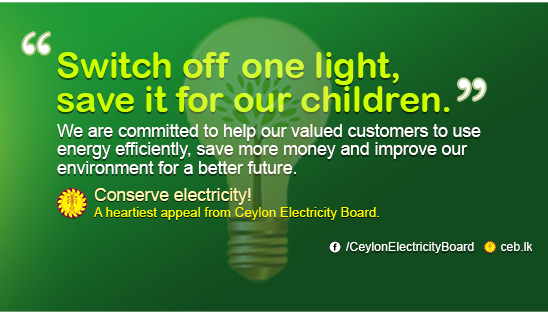 “ Switch off one light,
save it for our children. ”
We are committed to help our valued customers to use
energy efficiently, save more money and improve our
environment for a better future.
Conserve electricity!
A heartiest appeal from Ceylon Electricity Board.
/CeylonElectricityBoard ceb.lk